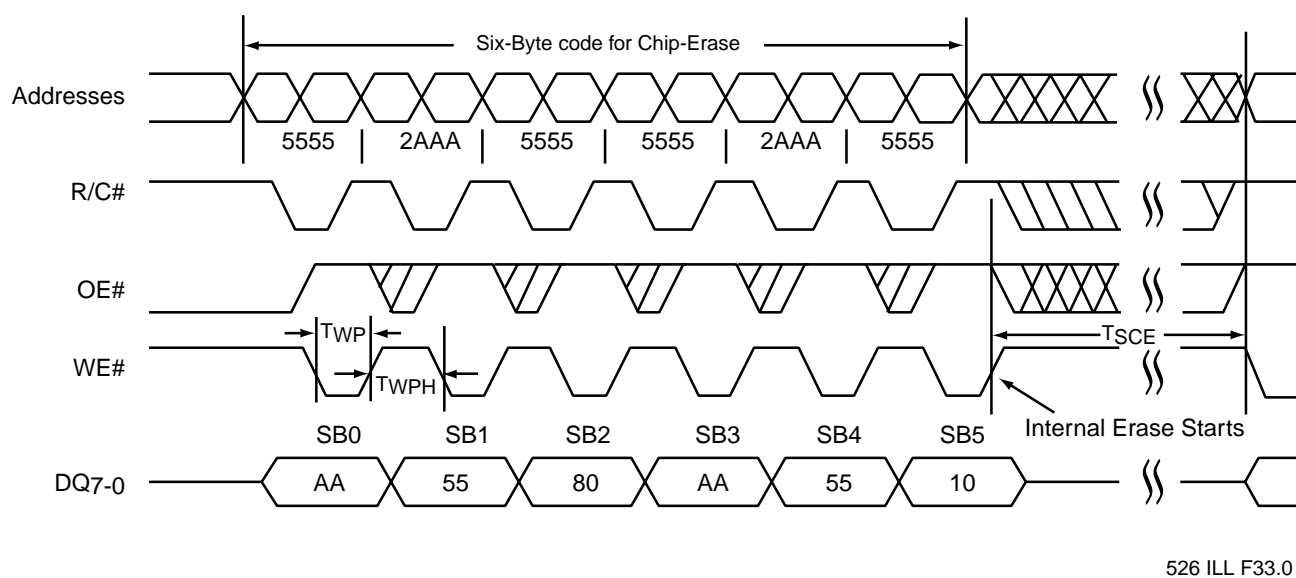 Six-Byte code for Chip-Erase
Addresses
5555 2AAA 5555 5555 2AAA 5555
R/C#
OE#
TWP
TSCE
WE#
TWPH
SB0 SB1 SB2 SB3 SB4 SB5
Internal Erase Starts
DQ7-0
AA 55 80 AA 55 10
526 ILL F33.0